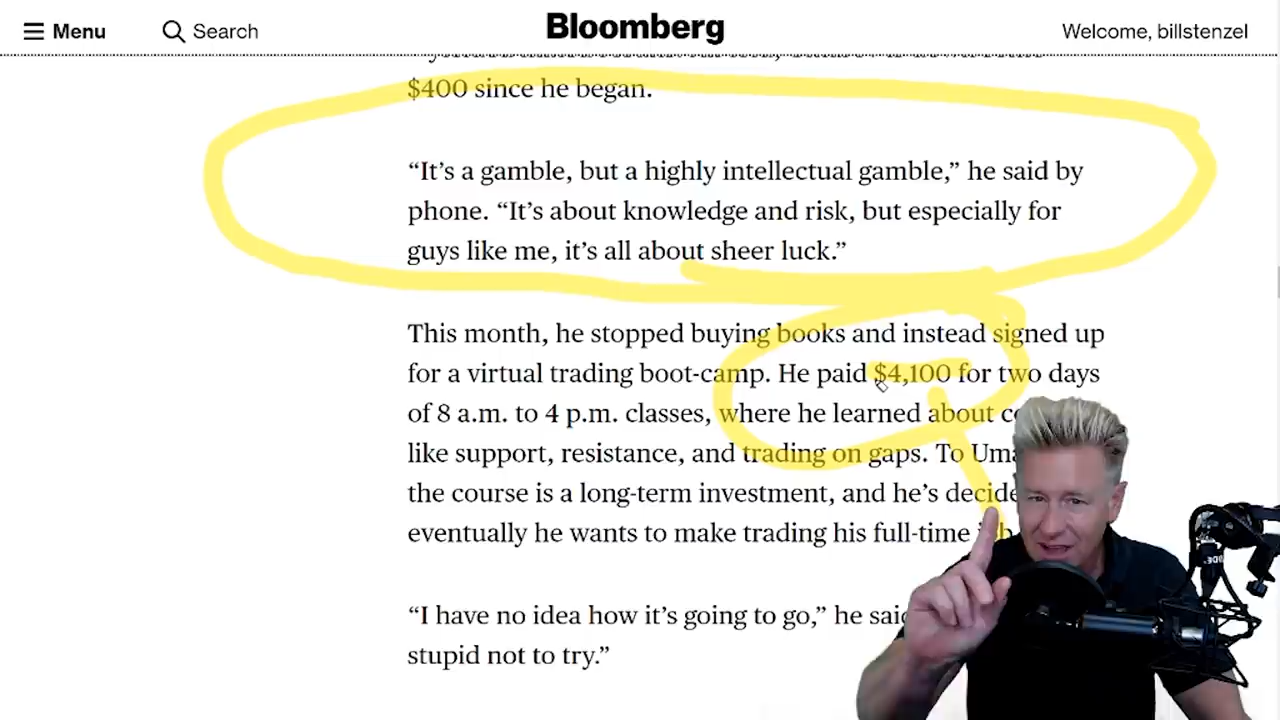 Menu
Search
Bloomberg
Welcome, billstenzel
$400 since he began.
“It’s a gamble, but a highly intellectual gamble,” he said by
phone. “It’s about knowledge and risk, but especially for
guys like me, it’s all about sheer luck.”
This month, he stopped buying books and instead signed up
for a virtual trading boot-camp. He paid $4,100 for two days
of 8 a.m. to 4 p.m. classes, where he learned about
like support, resistance, and trading on gaps. To
the course is a long-term investment, and he’s
eventually he wants to make trading his full-time
“I have no idea how it’s going to go,” he
stupid not to try.”
RØDE